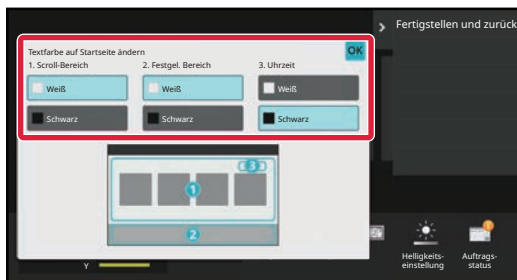 Fertigstellen und zurück
OK
Textfarbe auf Startseite ändern
1. Scroll-Bereich
2. Festgel. Bereich
3. Uhrzeit
Weiß
Weiß
Weiß
Schwarz
Schwarz
Schwarz
3
1
2
Helligkeits-
einstellung
Auftrags-
status
Y